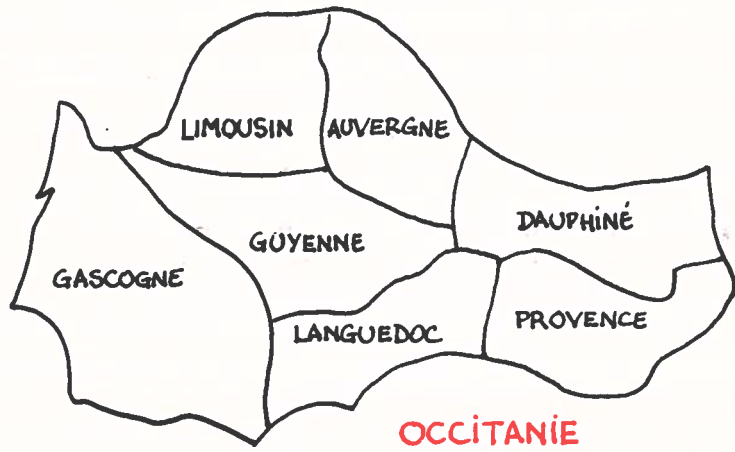 LIMOUSIN
AUVERGNE
DAUPHINÉ
GUYENNE
GASCOGNE
LANGUEDOC
PROVENCE
OCCITANIE